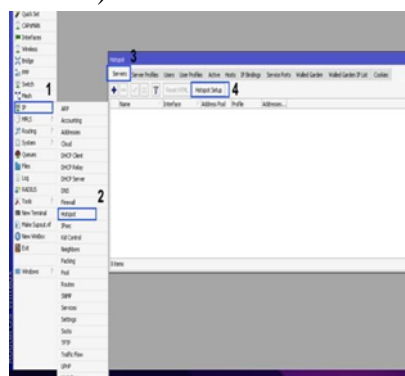 Quick Set
CAPsMAN
Interfaces
Wireless
Bridge
PPP
Switch
Mesh
1
IP
MPLS
Routing
System
Queues
Files
Log
RADIUS
Tools
New Terminal
Make Supout.rif
New WinBox
Exit
Windows
ARP
Accounting
Addresses
Cloud
DHCP Client
DHCP Relay
DHCP Server
DNS
2
Firewall
Hotspot
IPsec
Kid Control
Neighbors
Packing
Pool
Routes
SMB
Services
Settings
Socks
TFTP
Traffic Flow
UPnP
Hotspot
3
Servers Server Profiles Users User Profiles Active Hosts IP Bindings Service Ports Walled Garden Walled Garden IP List Cookies
Reset HTML Hotspot Setup 4
Name Interface Address Pool Profile Addresses...
0 items